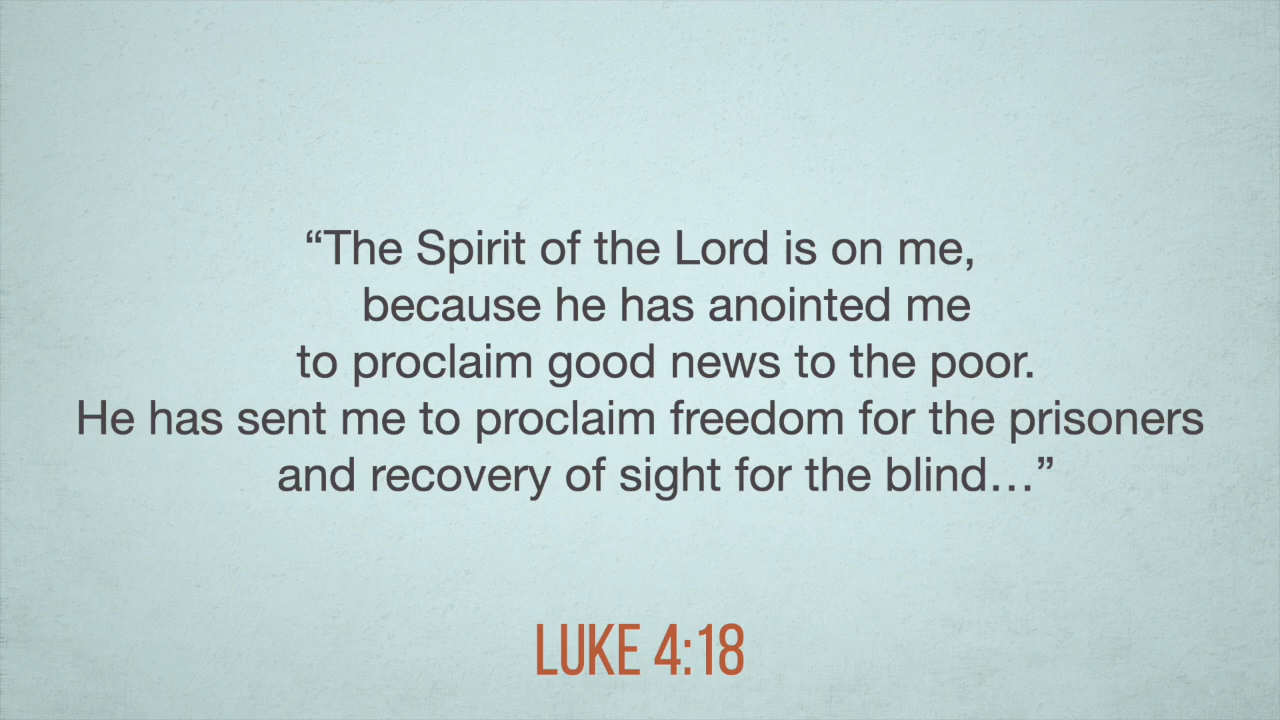 “The Spirit of the Lord is on me,
because he has anointed me
to proclaim good news to the poor.
He has sent me to proclaim freedom for the prisoners
and recovery of sight for the blind…”
LUKE 4:18